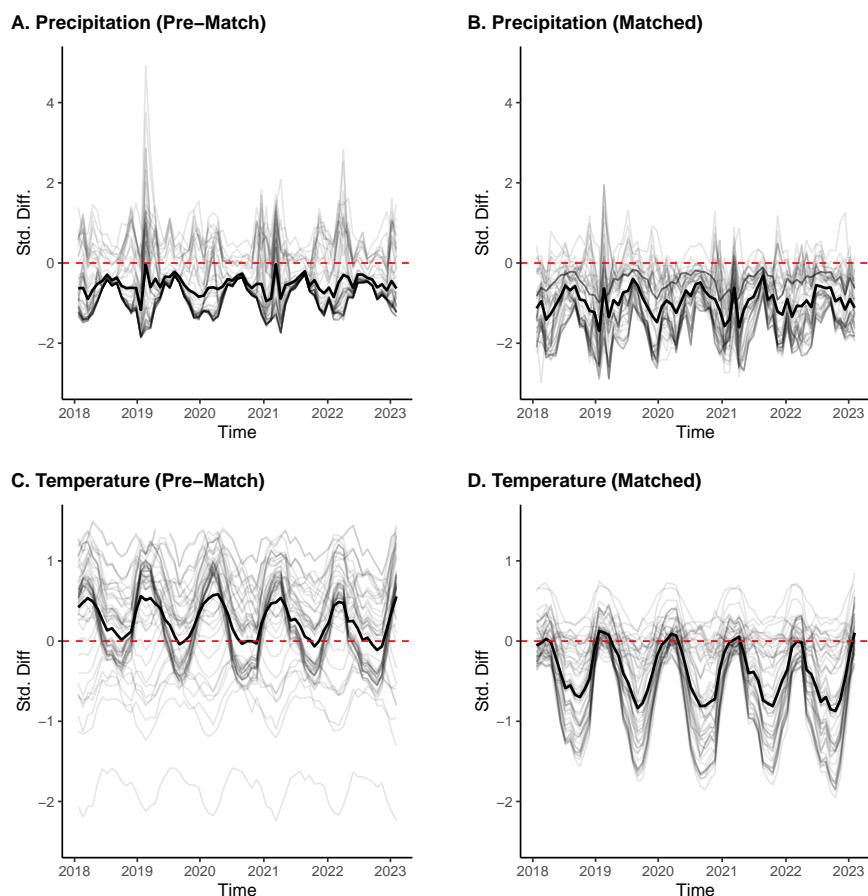 A. Precipitation (Pre−Match)
B. Precipitation (Matched)
Std. Diff.
4
2
0
−2
2018 2019 2020 2021 2022 2023
Time
Std. Diff.
4
2
0
−2
2018 2019 2020 2021 2022 2023
Time
C. Temperature (Pre−Match)
D. Temperature (Matched)
Std. Diff
1
0
−1
−2
2018 2019 2020 2021 2022 2023
Time
Std. Diff
1
0
−1
−2
2018 2019 2020 2021 2022 2023
Time